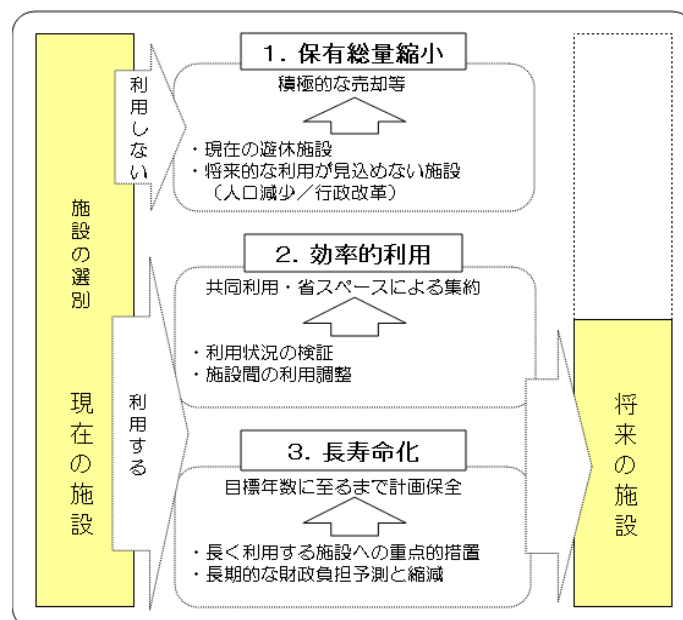 1. 保有総量縮小
積極的な売却等
・現在の遊休施設
・将来的な利用が見込めない施設
（人口減少／行政改革）
利用しない
施設の選別
2. 効率的利用
共同利用・省スペースによる集約
・利用状況の検証
・施設間の利用調整
現在の施設
利用する
3. 長寿命化
目標年数に至るまで計画保全
・長く利用する施設への重点的措置
・長期的な財政負担予測と縮減
将来の施設